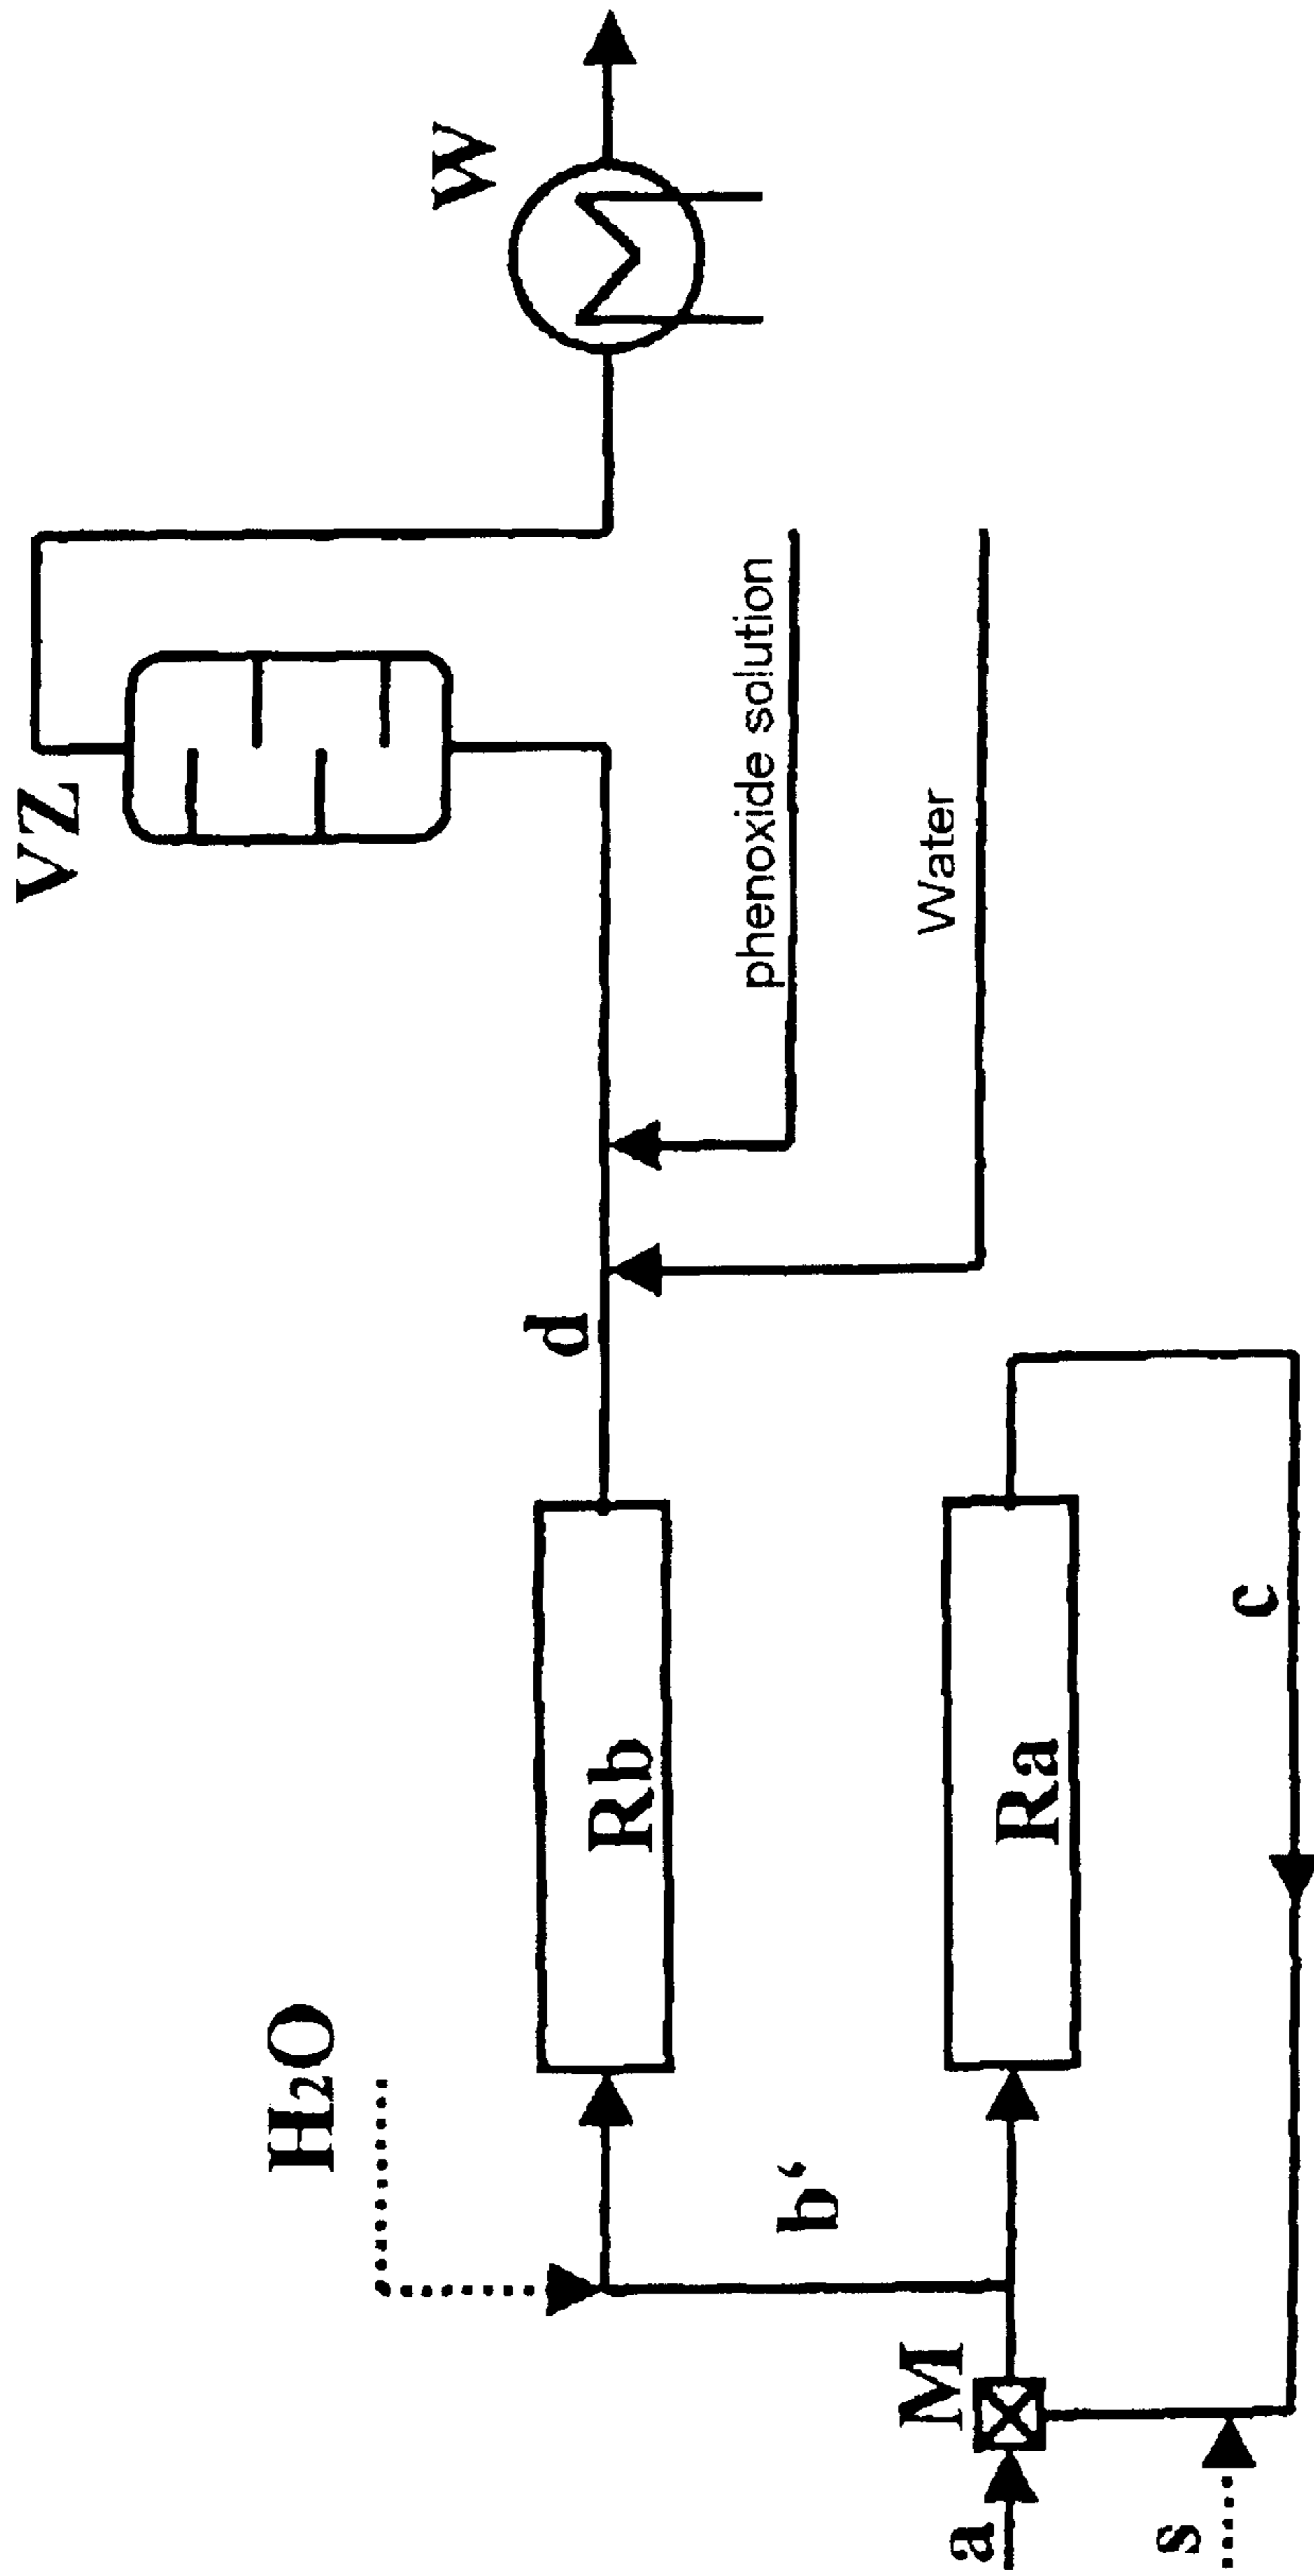 VZ
W
H₂O
d
phenoxide solution
Rb
b‘
Water
M
Ra
a
c
s